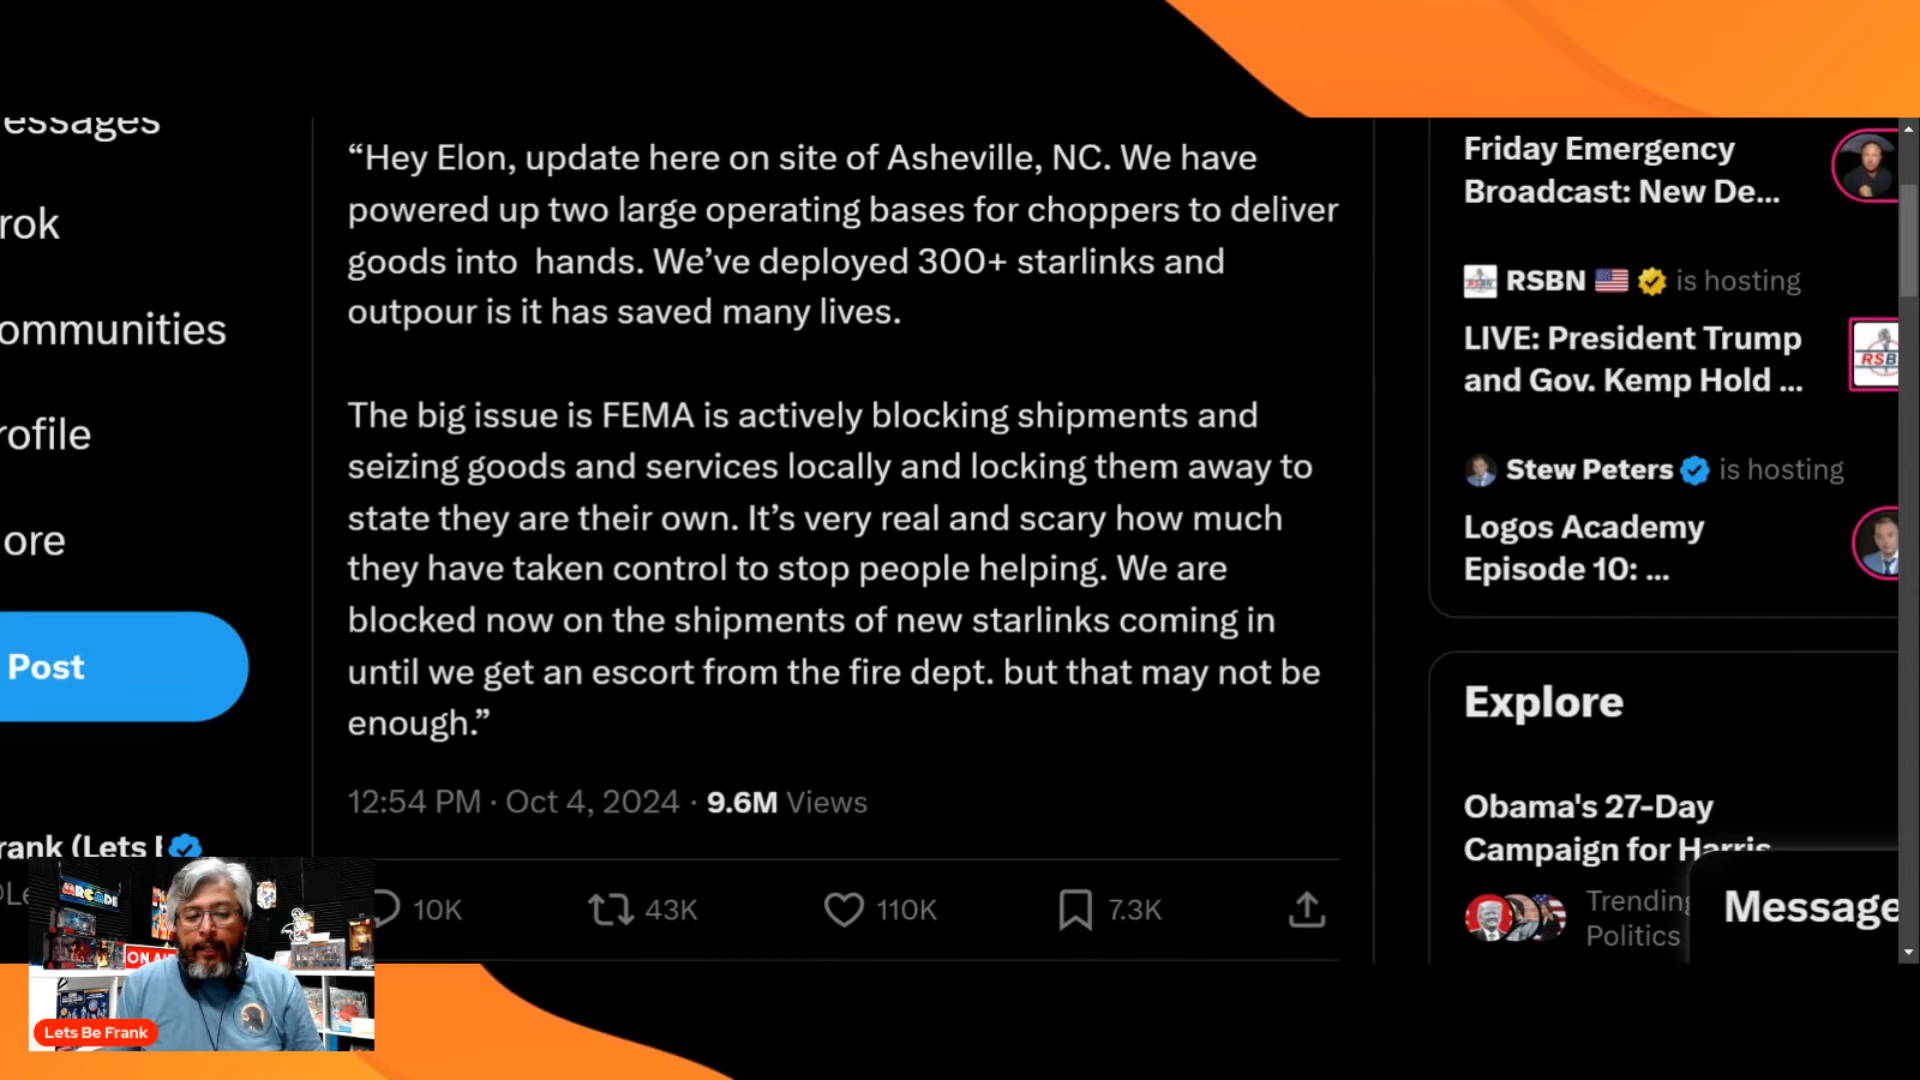 essages
rok
ommunities
rofile
ore
Post
rank (Lets
“Hey Elon, update here on site of Asheville, NC. We have
powered up two large operating bases for choppers to deliver
goods into  hands. We’ve deployed 300+ starlinks and
outpour is it has saved many lives.
The big issue is FEMA is actively blocking shipments and
seizing goods and services locally and locking them away to
state they are their own. It’s very real and scary how much
they have taken control to stop people helping. We are
blocked now on the shipments of new starlinks coming in
until we get an escort from the fire dept. but that may not be
enough.”
12:54 PM · Oct 4, 2024 · 9.6M Views
10K 43K 110K 7.3K
Friday Emergency
Broadcast: New De...
RSBN is hosting
LIVE: President Trump
and Gov. Kemp Hold ...
Stew Peters is hosting
Logos Academy
Episode 10: ...
Explore
Obama's 27-Day
Campaign for Harris
Trending
Politics
Message
ARCADE
ON AI
Lets Be Frank